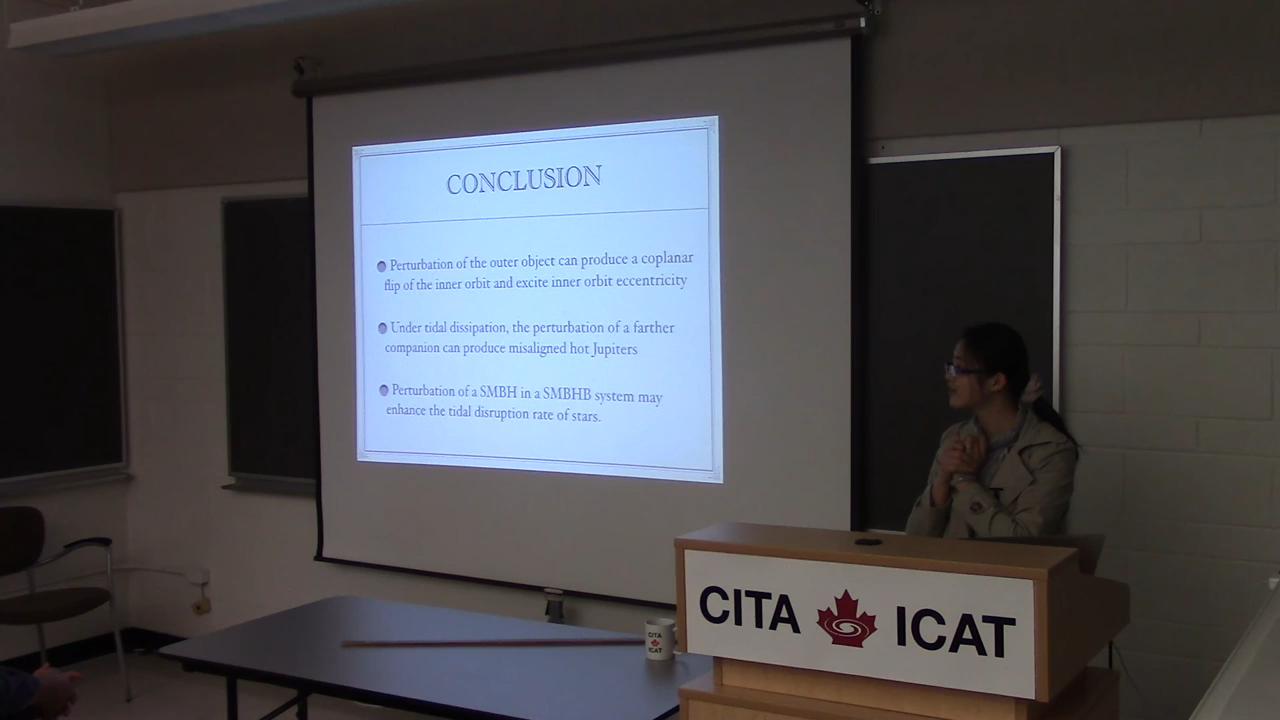 CONCLUSION
Perturbation of the outer object can produce a coplanar
flip of the inner orbit and excite inner orbit eccentricity
Under tidal dissipation, the perturbation of a farther
companion can produce misaligned hot Jupiters
Perturbation of a SMBH in a SMBHB system may
enhance the tidal disruption rate of stars.
CITA ICAT
CITA
ICAT